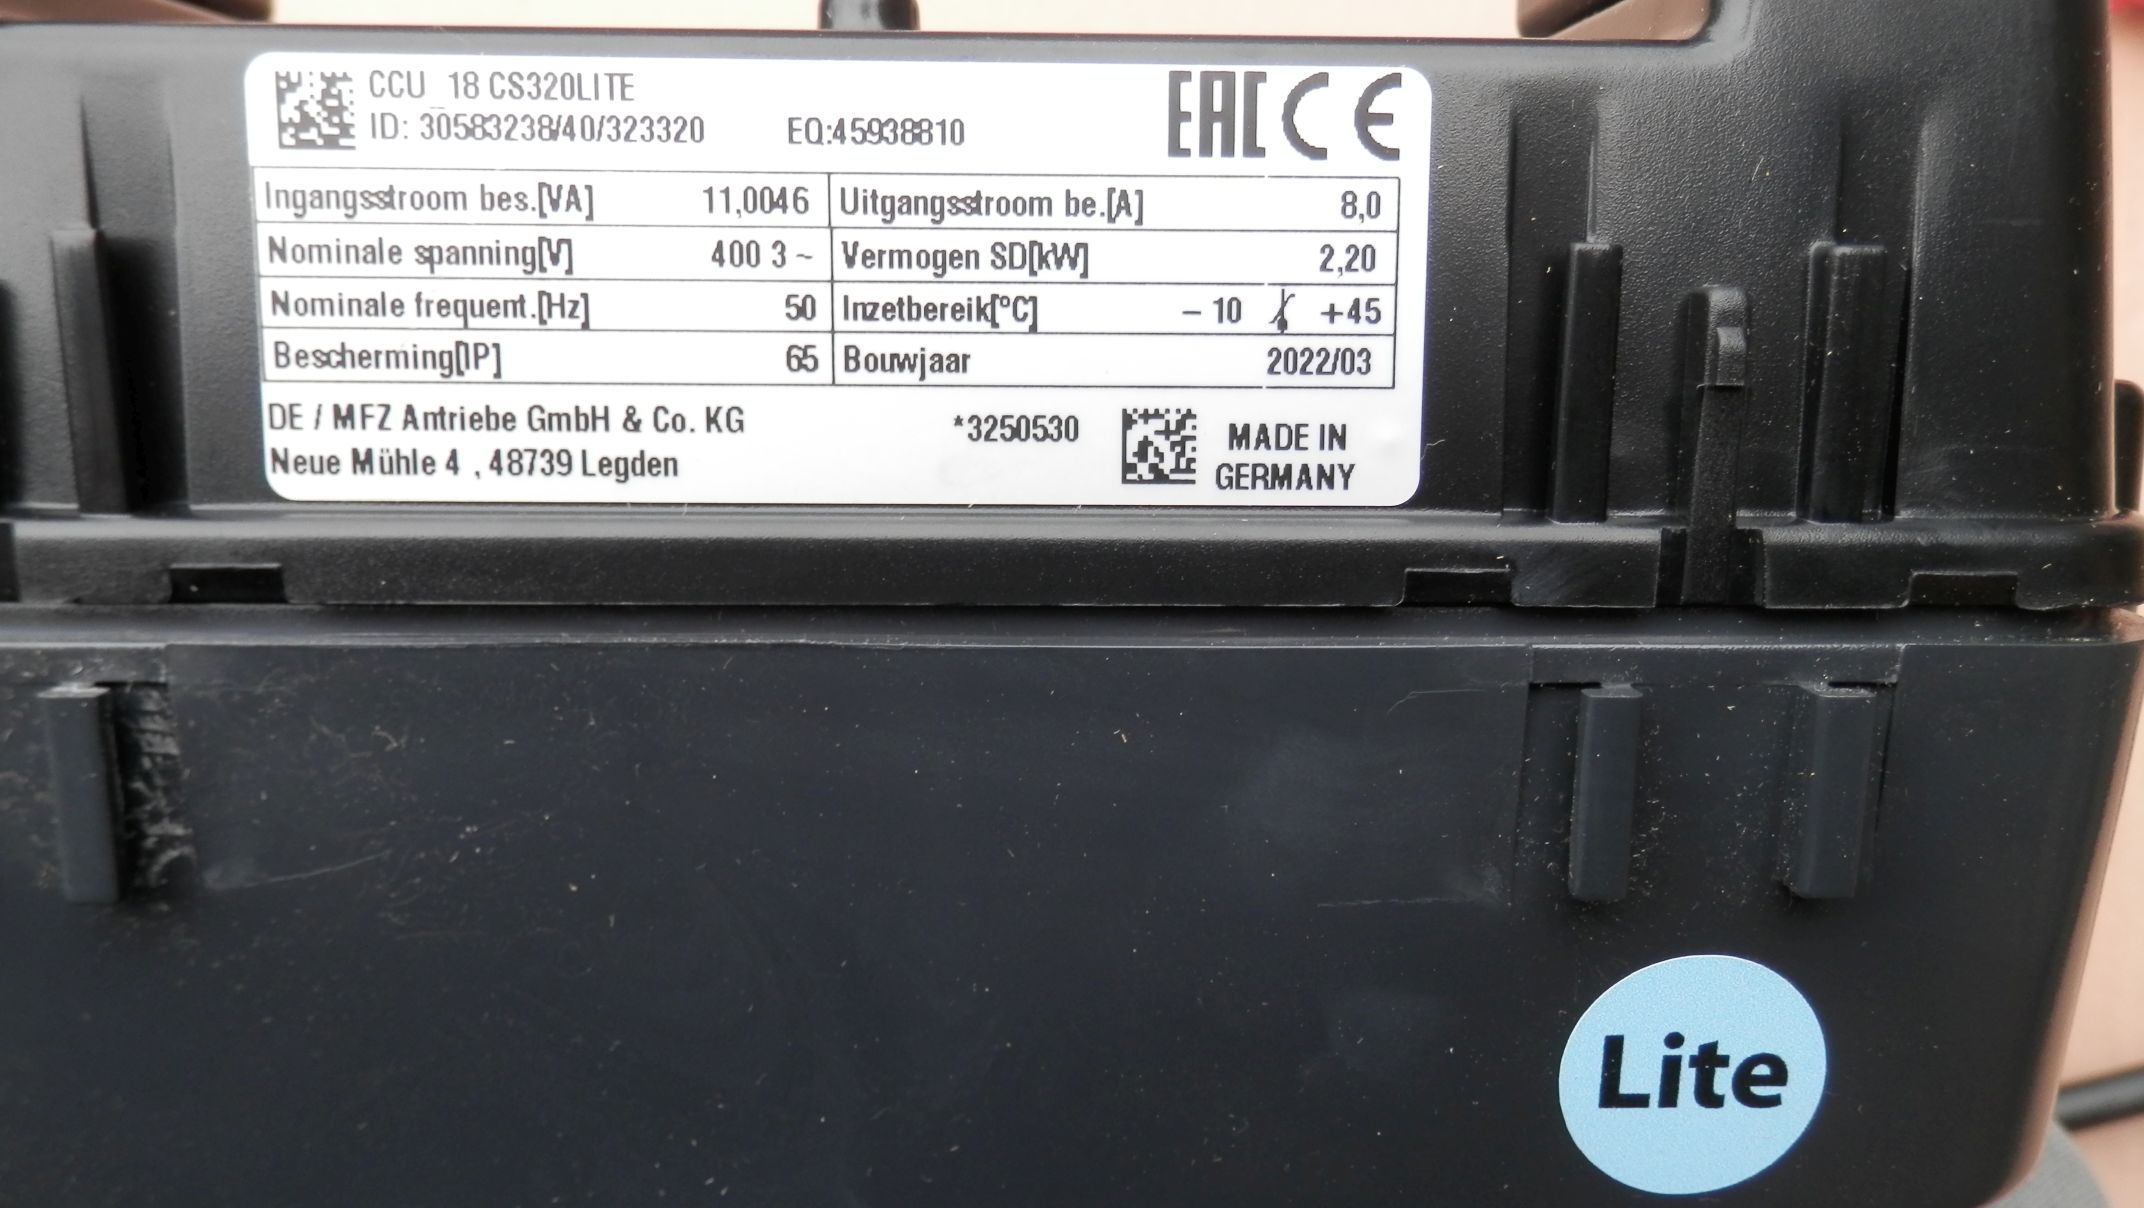 CCU_18 CS320LITE
ID: 30583238/40/323320 EQ:45938810
EAC CE
Ingangsstroom bes.[VA] 11,0046 Uitgangsstroom be.[A] 8,0
Nominale spanning[V] 400 3 ~ Vermogen SD[kW] 2,20
Nominale frequent.[Hz] 50 Inzetbereik[°C] – 10 +45
Bescherming[IP] 65 Bouwjaar 2022/03
DE / MFZ Antriebe GmbH & Co. KG
Neue Mühle 4 , 48739 Legden
*3250530
MADE IN
GERMANY
Lite